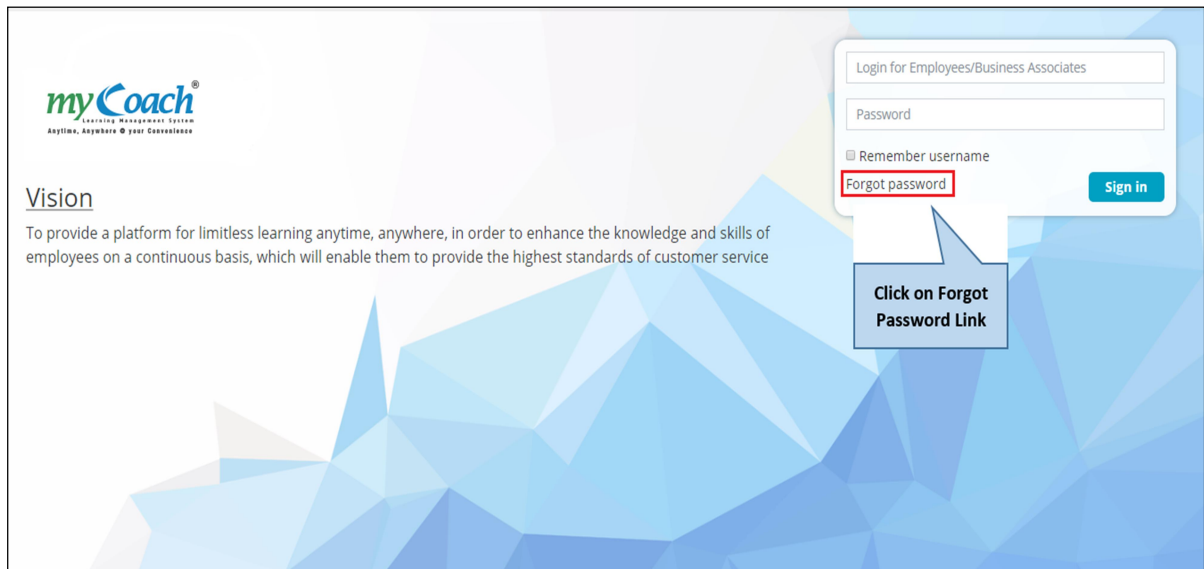 myCoach®
Learning Management System
Anytime, Anywhere @ your Convenience
Vision
To provide a platform for limitless learning anytime, anywhere, in order to enhance the knowledge and skills of
employees on a continuous basis, which will enable them to provide the highest standards of customer service
Login for Employees/Business Associates
Password
Remember username
Forgot password
Sign in
Click on Forgot
Password Link